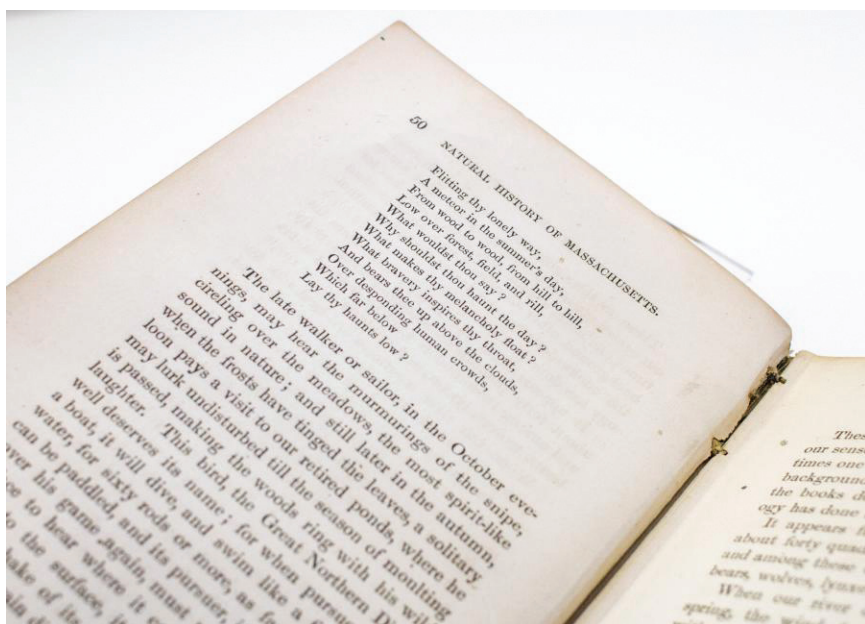 50 NATURAL HISTORY OF MASSACHUSETTS.
Flitting thy lonely way,
A meteor in the summer's day,
From wood to wood, from hill to hill,
Low over forest, field, and rill,
What wouldst thou say?
Why shouldst thou haunt the day?
What makes thy melancholy float?
What bravery inspires thy throat,
And bears thee up above the clouds,
Over desponding human crowds,
Which far below
Lay thy haunts low?
The late walker or sailor, in the October eve-
nings, may hear the murmurings of the snipe,
circling over the meadows, the most spirit-like
sound in nature; and still later in the autumn,
when the frosts have tinged the leaves, a solitary
loon pays a visit to our retired ponds, where he
may lurk undisturbed till the season of moulting
is passed, making the woods ring with his wild
laughter. This bird, the Great Northern
well deserves its name; for when pursued
a boat, it will dive, and swim like a
water, for sixty rods or more, as
can be paddled, and its pursuer,
over his game again, must
to hear where it
the surface, it
of its
These
our sense
times out
background
the books
ogy has done
It appears
about forty
and among these
bears, wolves, lynx
When our river
spring, the